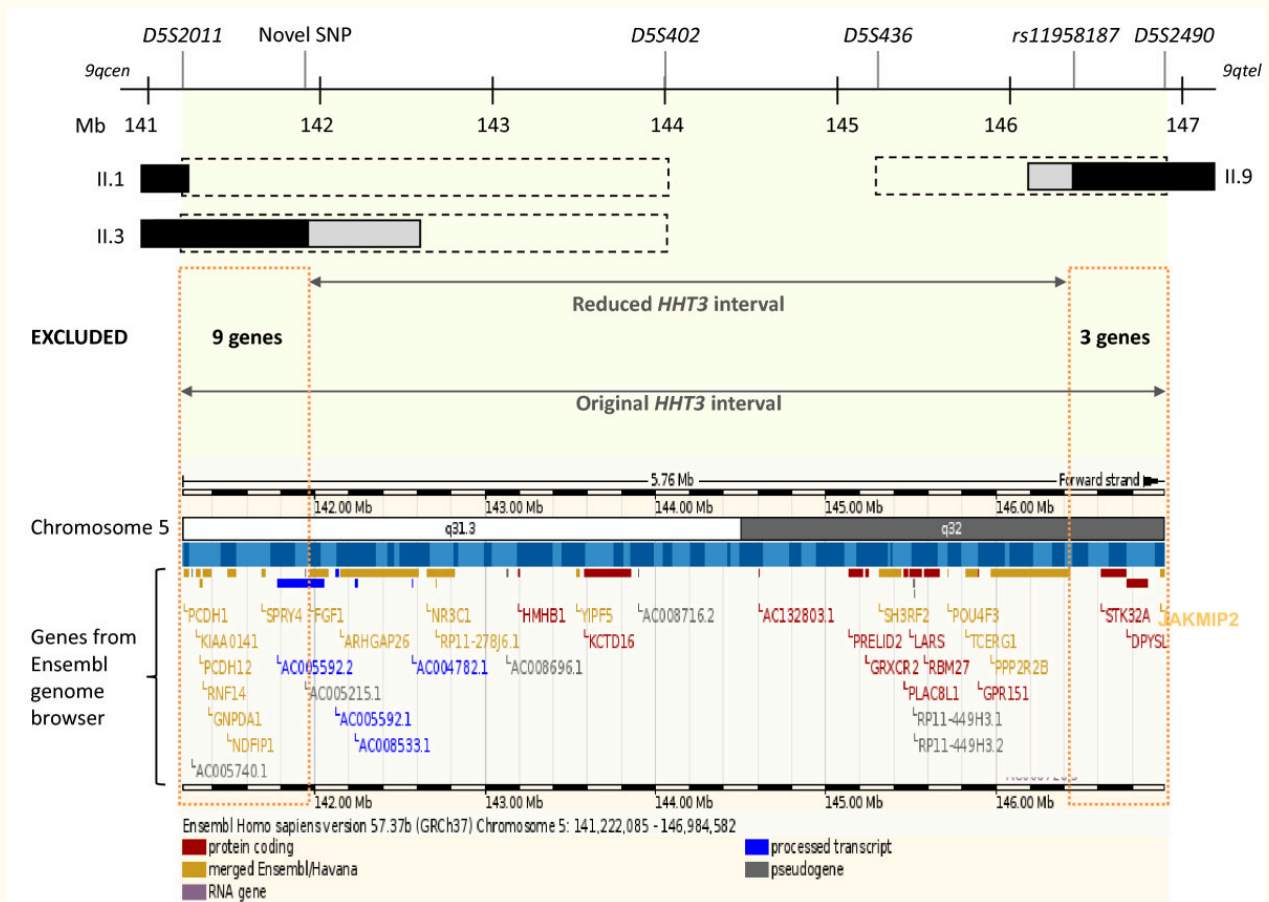 D5S2011 Novel SNP D5S402 D5S436 rs11958187 D5S2490
9qcen 9qtel
Mb 141 142 143 144 145 146 147
II.1 II.9
II.3
Reduced HHT3 interval
EXCLUDED 9 genes 3 genes
Original HHT3 interval
5.76 Mb Forward strand
142.00 Mb 143.00 Mb 144.00 Mb 145.00 Mb 146.00 Mb
Chromosome 5 q31.3 q32
Genes from
Ensembl
genome
browser
PCDH1 SPRY4 FGF1 NR3C1 HMHB1 YIPF5 AC008716.2 AC132803.1 SH3RF2 POU4F3 STK32A JAKMIP2
KIAA0141 ARHGAP26 RP11-278J6.1 KCTD16 PRELID2 LARS TCERG1 DPYSL
PCDH12 AC005592.2 AC004782.1 AC008696.1 GRXCR2 RBM27 PPP2R2B
RNF14 AC005215.1 PLAC8L1 GPR151
GNPDA1 AC005592.1 RP11-449H3.1
NDFIP1 AC008533.1 RP11-449H3.2
AC005740.1
142.00 Mb 143.00 Mb 144.00 Mb 145.00 Mb 146.00 Mb
Ensembl Homo sapiens version 57.37b (GRCh37) Chromosome 5: 141,222,085 - 146,984,582
protein coding processed transcript
merged Ensembl/Havana pseudogene
RNA gene